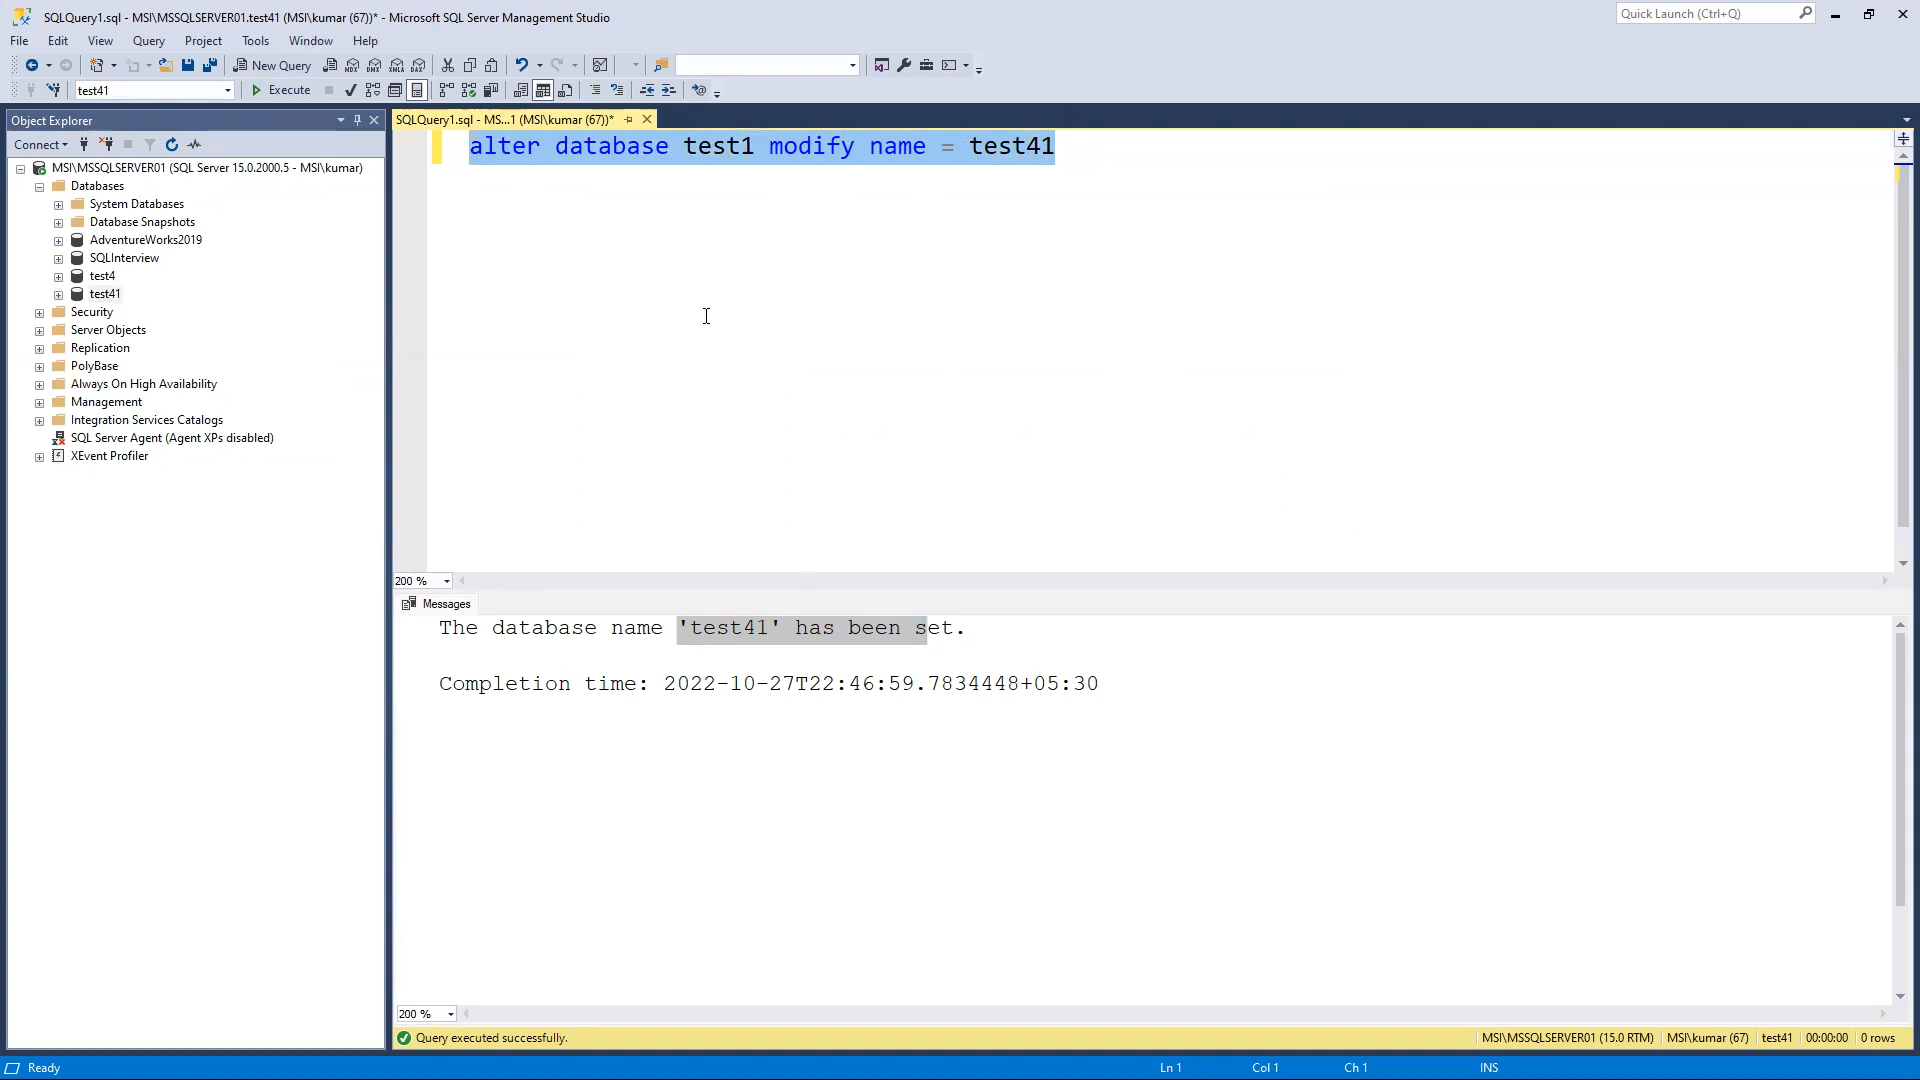 SQLQuery1.sql - MSI\MSSQLSERVER01.test41 (MSI\kumar (67))* - Microsoft SQL Server Management Studio
Quick Launch (Ctrl+Q)
File Edit View Query Project Tools Window Help
New Query
test41
Execute
Object Explorer
SQLQuery1.sql - MS...1 (MSI\kumar (67))*
Connect
alter database test1 modify name = test41
MSI\MSSQLSERVER01 (SQL Server 15.0.2000.5 - MSI\kumar)
Databases
System Databases
Database Snapshots
AdventureWorks2019
SQLInterview
test4
test41
Security
Server Objects
Replication
PolyBase
Always On High Availability
Management
Integration Services Catalogs
SQL Server Agent (Agent XPs disabled)
XEvent Profiler
200 %
Messages
The database name 'test41' has been set.
Completion time: 2022-10-27T22:46:59.7834448+05:30
200 %
Query executed successfully.
MSI\MSSQLSERVER01 (15.0 RTM) MSI\kumar (67) test41 00:00:00 0 rows
Ready
Ln 1 Col 1 Ch 1 INS